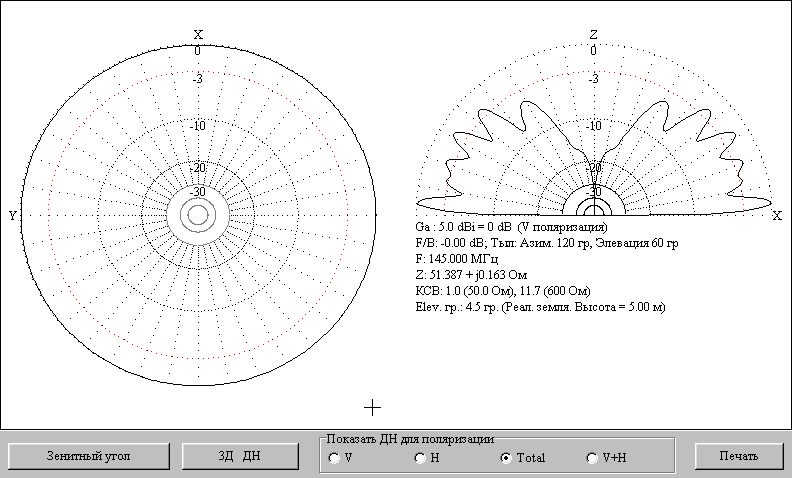 X
0
-3
-10
-20
-30
Y
Z
0
-3
-10
-20
-30
X
Ga : 5.0 dBi = 0 dB (V поляризация)
F/B: -0.00 dB; Тыл: Азим. 120 гр, Элевация 60 гр
F: 145.000 МГц
Z: 51.387 + j0.163 Ом
КСВ: 1.0 (50.0 Ом), 11.7 (600 Ом)
Elev. гр.: 4.5 гр. (Реал. земля. Высота = 5.00 м)
Зенитный угол
3Д ДН
Показать ДН для поляризации
V
H
Total
V+H
Печать